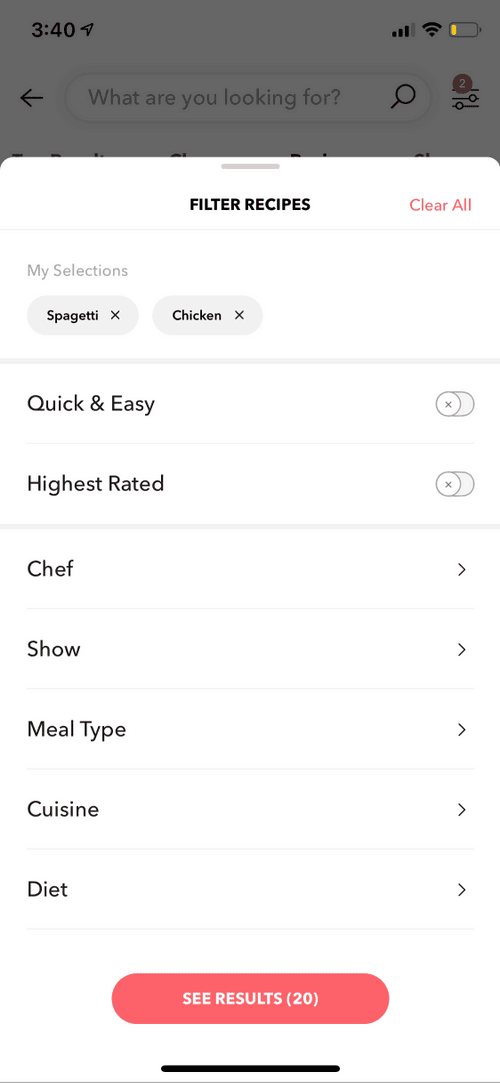 3:40
2
What are you looking for?
FILTER RECIPES
Clear All
My Selections
Spagetti
Chicken
Quick & Easy
Highest Rated
Chef
Show
Meal Type
Cuisine
Diet
SEE RESULTS (20)